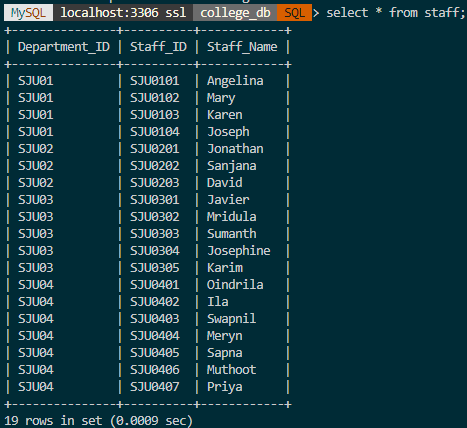 MySQL localhost:3306 ssl college_db SQL > select * from staff;
+---------------+----------+------------+
| Department_ID | Staff_ID | Staff_Name |
+---------------+----------+------------+
| SJU01         | SJU0101  | Angelina   |
| SJU01         | SJU0102  | Mary       |
| SJU01         | SJU0103  | Karen      |
| SJU01         | SJU0104  | Joseph     |
| SJU02         | SJU0201  | Jonathan   |
| SJU02         | SJU0202  | Sanjana    |
| SJU02         | SJU0203  | David      |
| SJU03         | SJU0301  | Javier     |
| SJU03         | SJU0302  | Mridula    |
| SJU03         | SJU0303  | Sumanth    |
| SJU03         | SJU0304  | Josephine  |
| SJU03         | SJU0305  | Karim      |
| SJU04         | SJU0401  | Oindrila   |
| SJU04         | SJU0402  | Ila        |
| SJU04         | SJU0403  | Swapnil    |
| SJU04         | SJU0404  | Meryn      |
| SJU04         | SJU0405  | Sapna      |
| SJU04         | SJU0406  | Muthoot    |
| SJU04         | SJU0407  | Priya      |
+---------------+----------+------------+
19 rows in set (0.0009 sec)